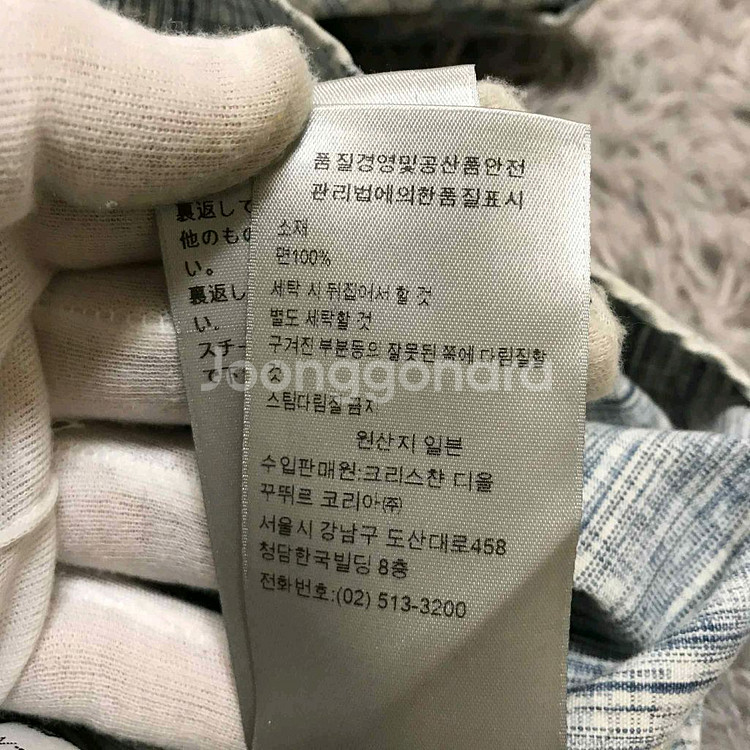 품질경영및공산품안전
관리법에의한품질표시
소재
면100%
세탁 시 뒤집어서 할 것
별도 세탁할 것
구겨진 부분등의 잘못된 쪽에 다림질할
것
스팀다림질 금지
원산지 일본
수입판매원:크리스챤 디올
꾸뛰르 코리아㈜
서울시 강남구 도산대로458
청담한국빌딩 8층
전화번호:(02) 513-3200
裏返して
他のもの
い。
裏返し
い.
スチー
で下
Joonggonara